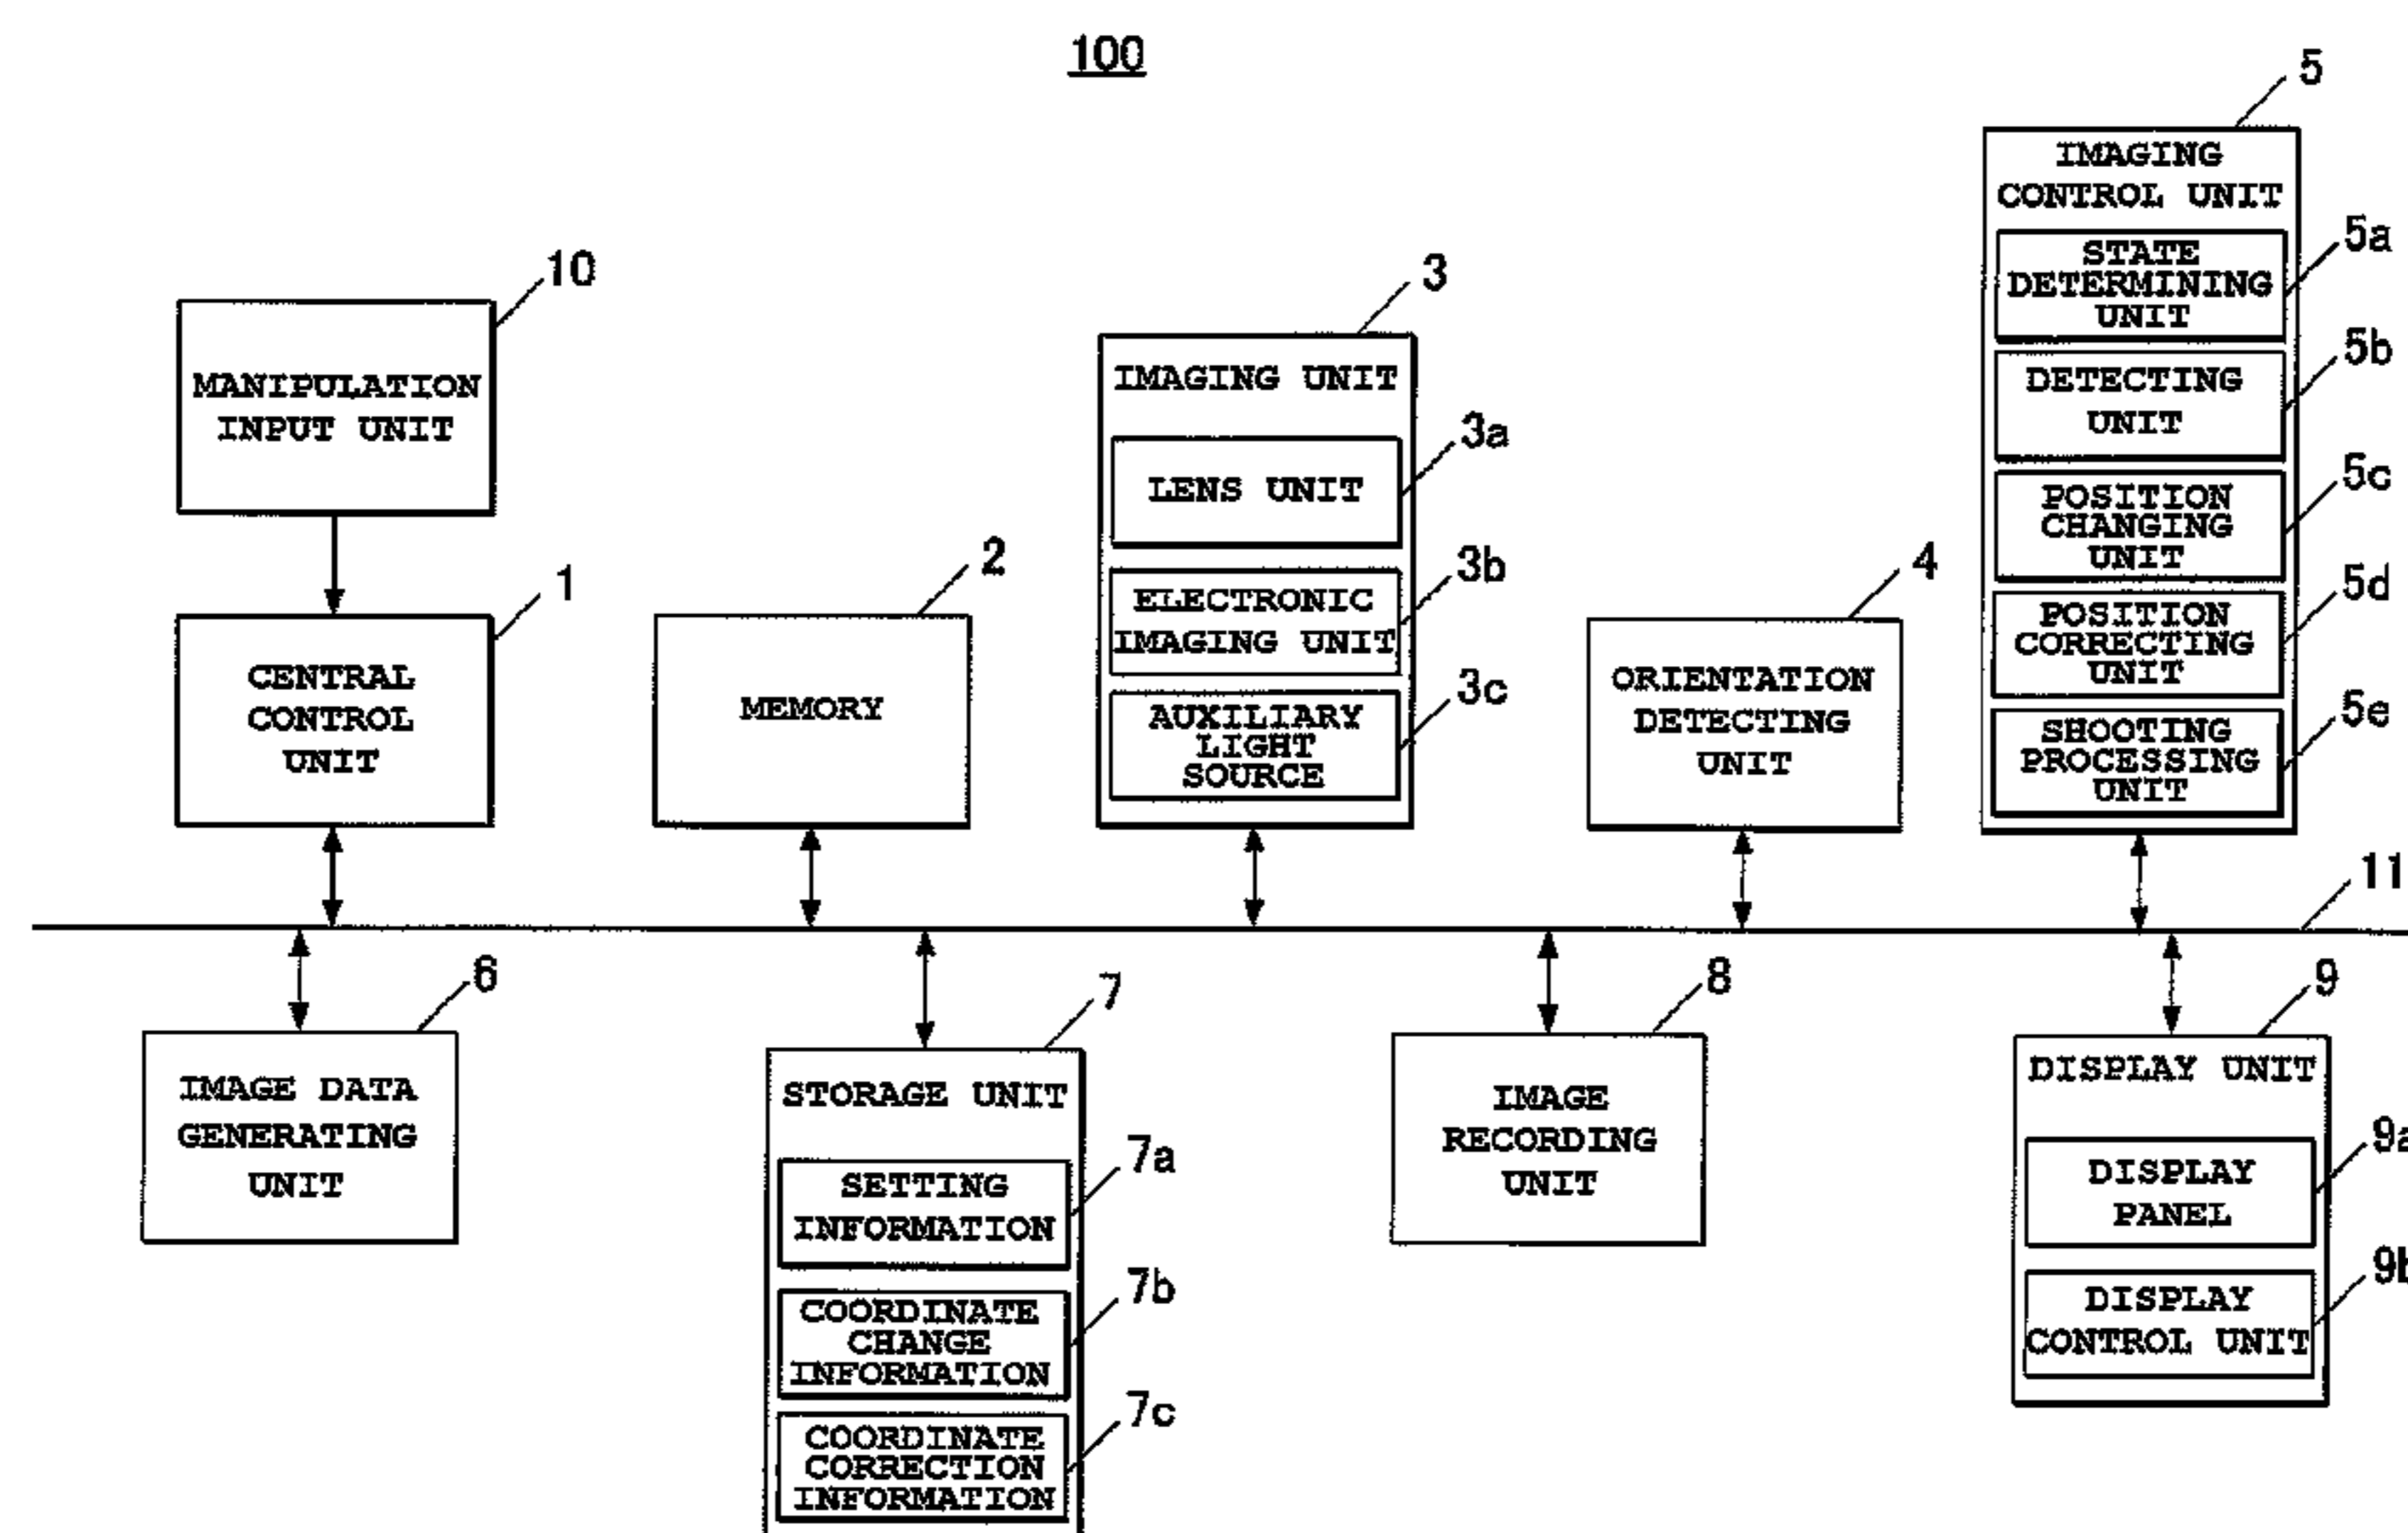 100
5
IMAGING
CONTROL UNIT
5a
STATE
DETERMINING
UNIT
5b
DETECTING
UNIT
5c
POSITION
CHANGING
UNIT
5d
POSITION
CORRECTING
UNIT
5e
SHOOTING
PROCESSING
UNIT
10
MANIPULATION
INPUT UNIT
3
IMAGING UNIT
3a
LENS UNIT
3b
ELECTRONIC
IMAGING UNIT
3c
AUXILIARY
LIGHT
SOURCE
1
CENTRAL
CONTROL
UNIT
2
MEMORY
4
ORIENTATION
DETECTING
UNIT
11
6
IMAGE DATA
GENERATING
UNIT
7
STORAGE UNIT
7a
SETTING
INFORMATION
7b
COORDINATE
CHANGE
INFORMATION
7c
COORDINATE
CORRECTION
INFORMATION
8
IMAGE
RECORDING
UNIT
9
DISPLAY UNIT
9a
DISPLAY
PANEL
9b
DISPLAY
CONTROL UNIT